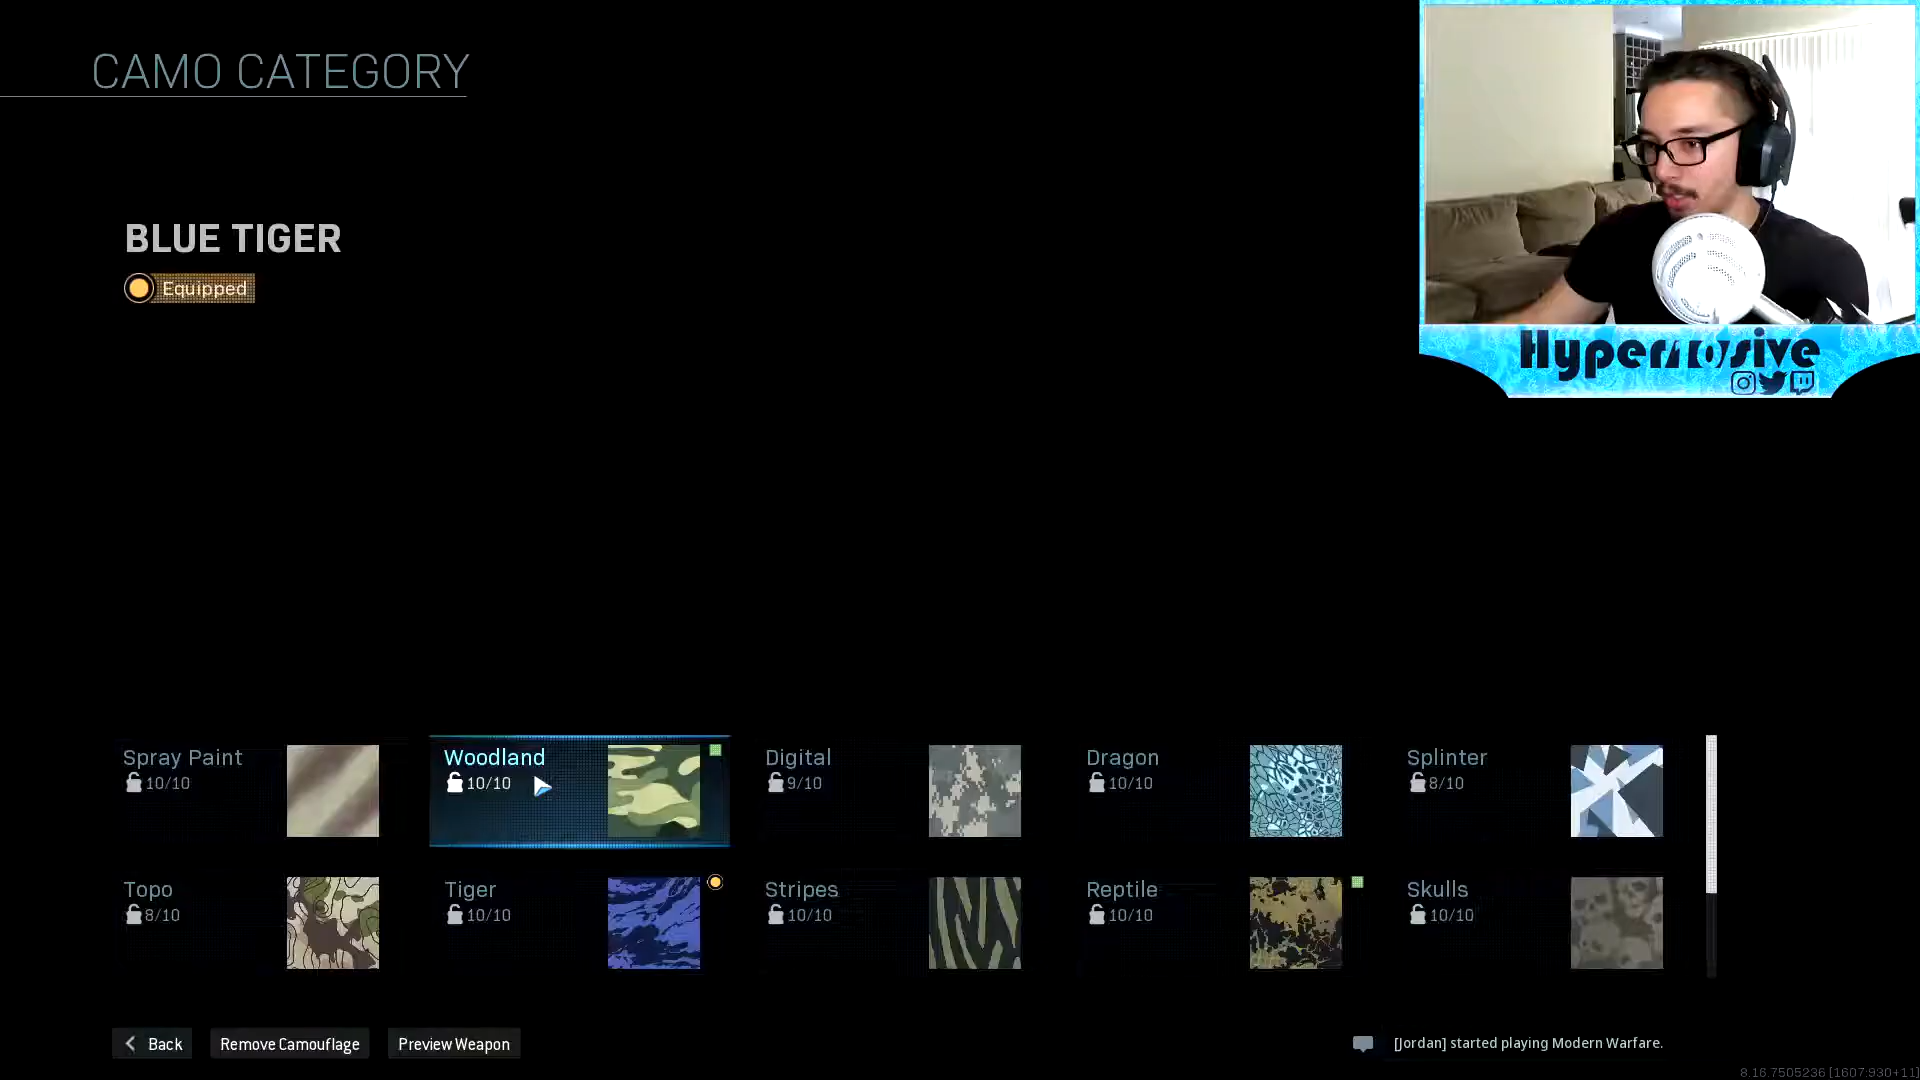 CAMO CATEGORY
BLUE TIGER
Equipped
Spray Paint
10/10
Woodland
10/10
Digital
9/10
Dragon
10/10
Splinter
8/10
Topo
8/10
Tiger
10/10
Stripes
10/10
Reptile
10/10
Skulls
10/10
Back
Remove Camouflage
Preview Weapon
[Jordan] started playing Modern Warfare.
8.16.7505236 [1607:930+11]